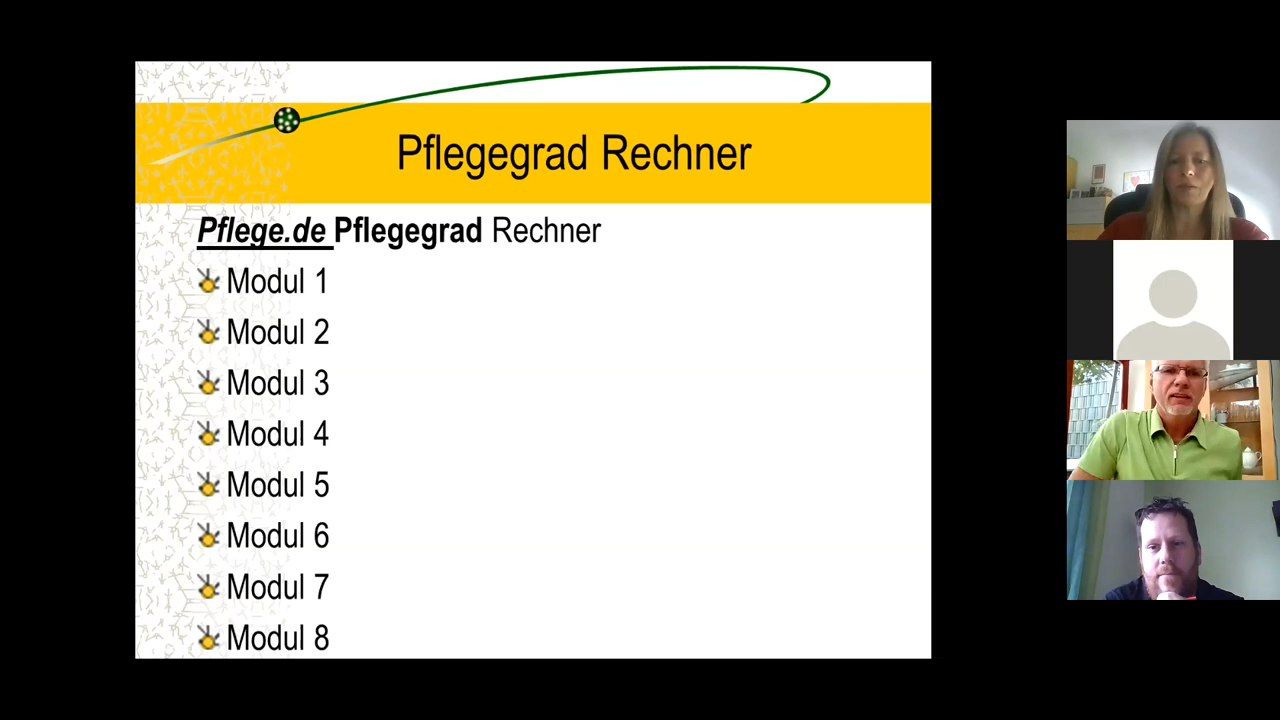 Pflegegrad Rechner
Pflege.de Pflegegrad Rechner
Modul 1
Modul 2
Modul 3
Modul 4
Modul 5
Modul 6
Modul 7
Modul 8